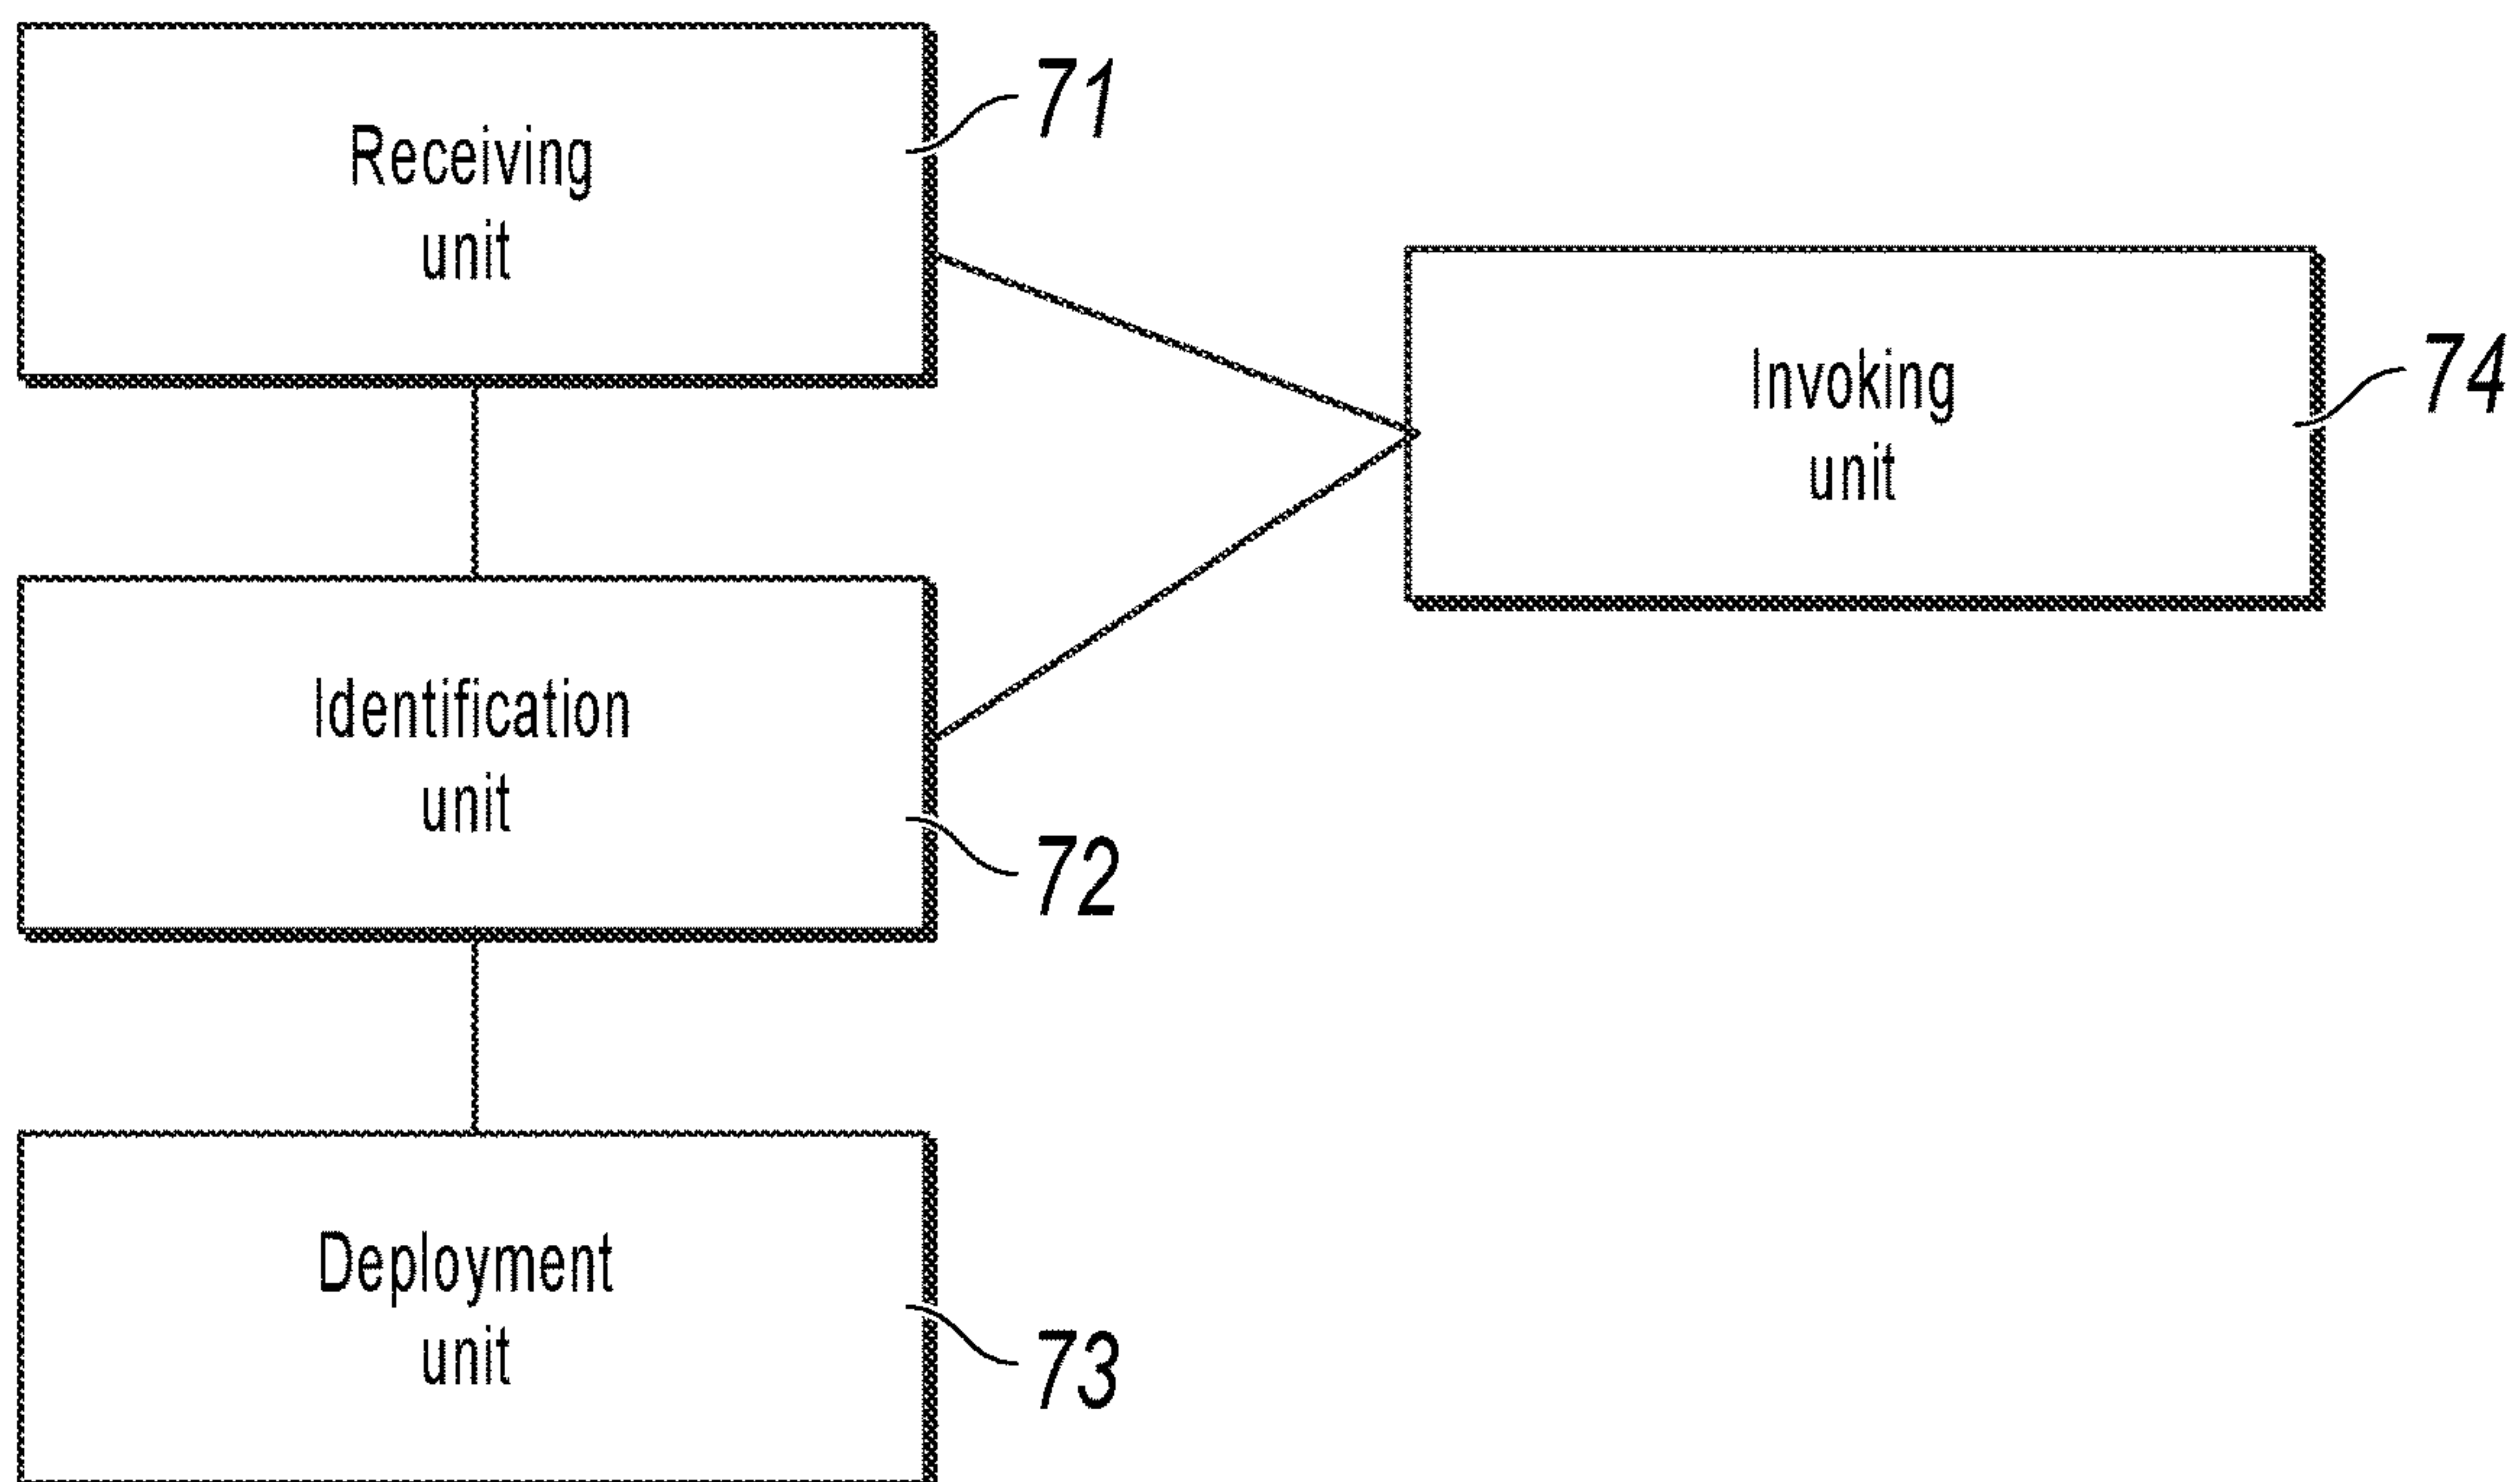 Receiving
unit
71
Invoking
unit
74
Identification
unit
72
Deployment
unit
73